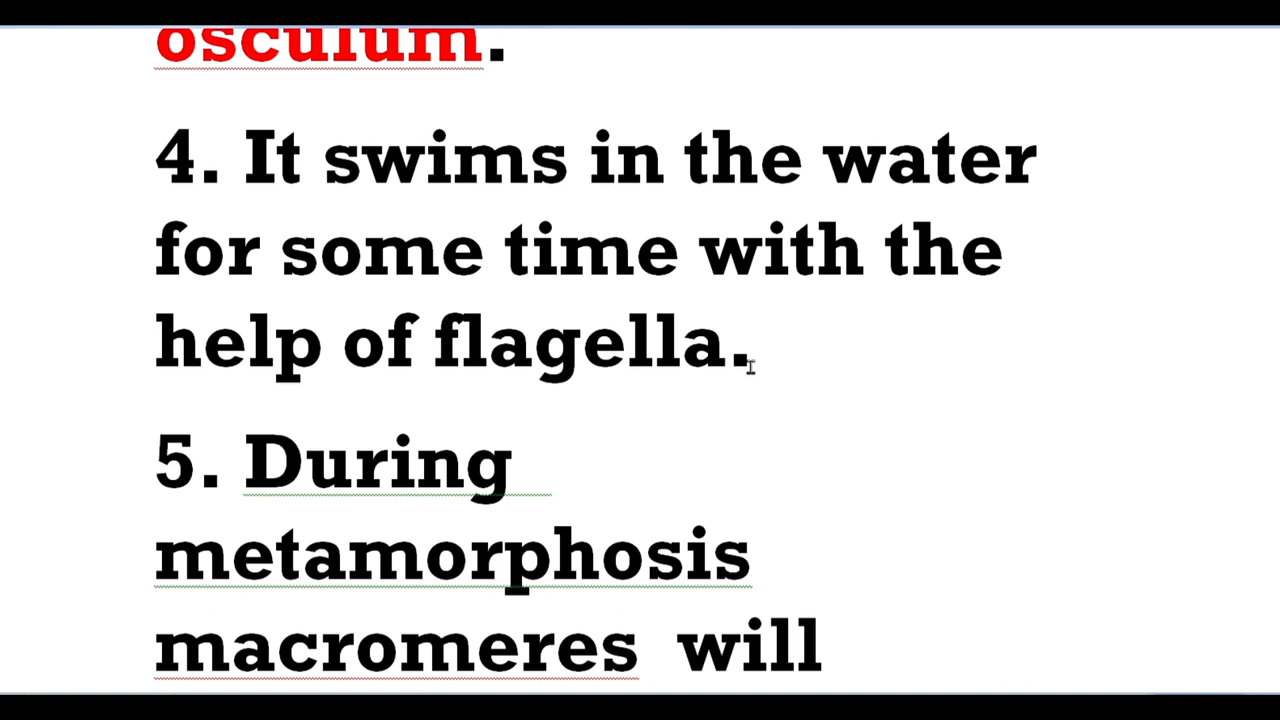 osculum.
4. It swims in the water
for some time with the
help of flagella.
5. During
metamorphosis
macromeres will